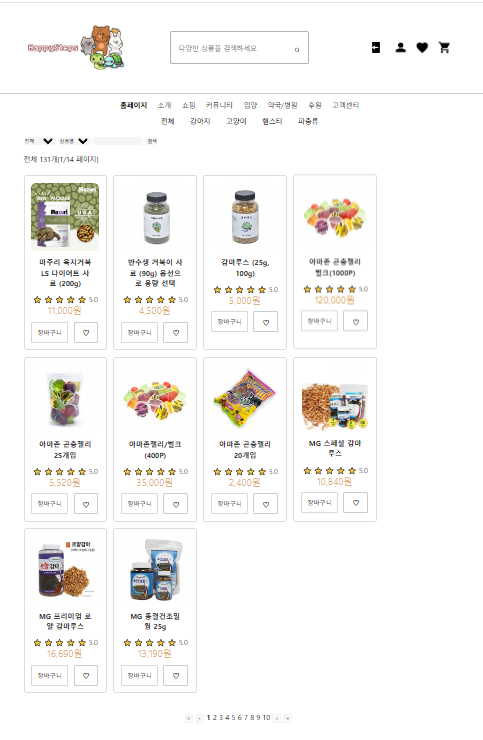 HappySteps
다양한 상품을 검색하세요
홈페이지 소개 쇼핑 커뮤니티 입양 약국/병원 후원 고객센터
전체 강아지 고양이 햄스터 파충류
전체 상품명 검색
전체 131개(1/14 페이지)
NEW PACKAGE
Mazuri
Mazuri
USA
마주리 육지거북
LS 다이어트 사
료 (200g)
5.0
11,000원
장바구니
반수생 거북이 사
료 (90g) 옵션으
로 용량 선택
5.0
4,500원
장바구니
감마루스 (25g,
100g)
5.0
5,000원
장바구니
아마존 곤충젤리
벌크(1000P)
5.0
120,000원
장바구니
아마존 곤충젤리
25개입
5.0
5,520원
장바구니
아마존젤리/벌크
(400P)
5.0
35,000원
장바구니
아마존 곤충젤리
20개입
5.0
2,400원
장바구니
MG 스페셜 감마
루스
5.0
10,840원
장바구니
MG 프리미엄 로
얄 감마루스
5.0
16,690원
장바구니
MG 동결건조밀
웜 25g
5.0
13,190원
장바구니
« ‹ 1 2 3 4 5 6 7 8 9 10 › »